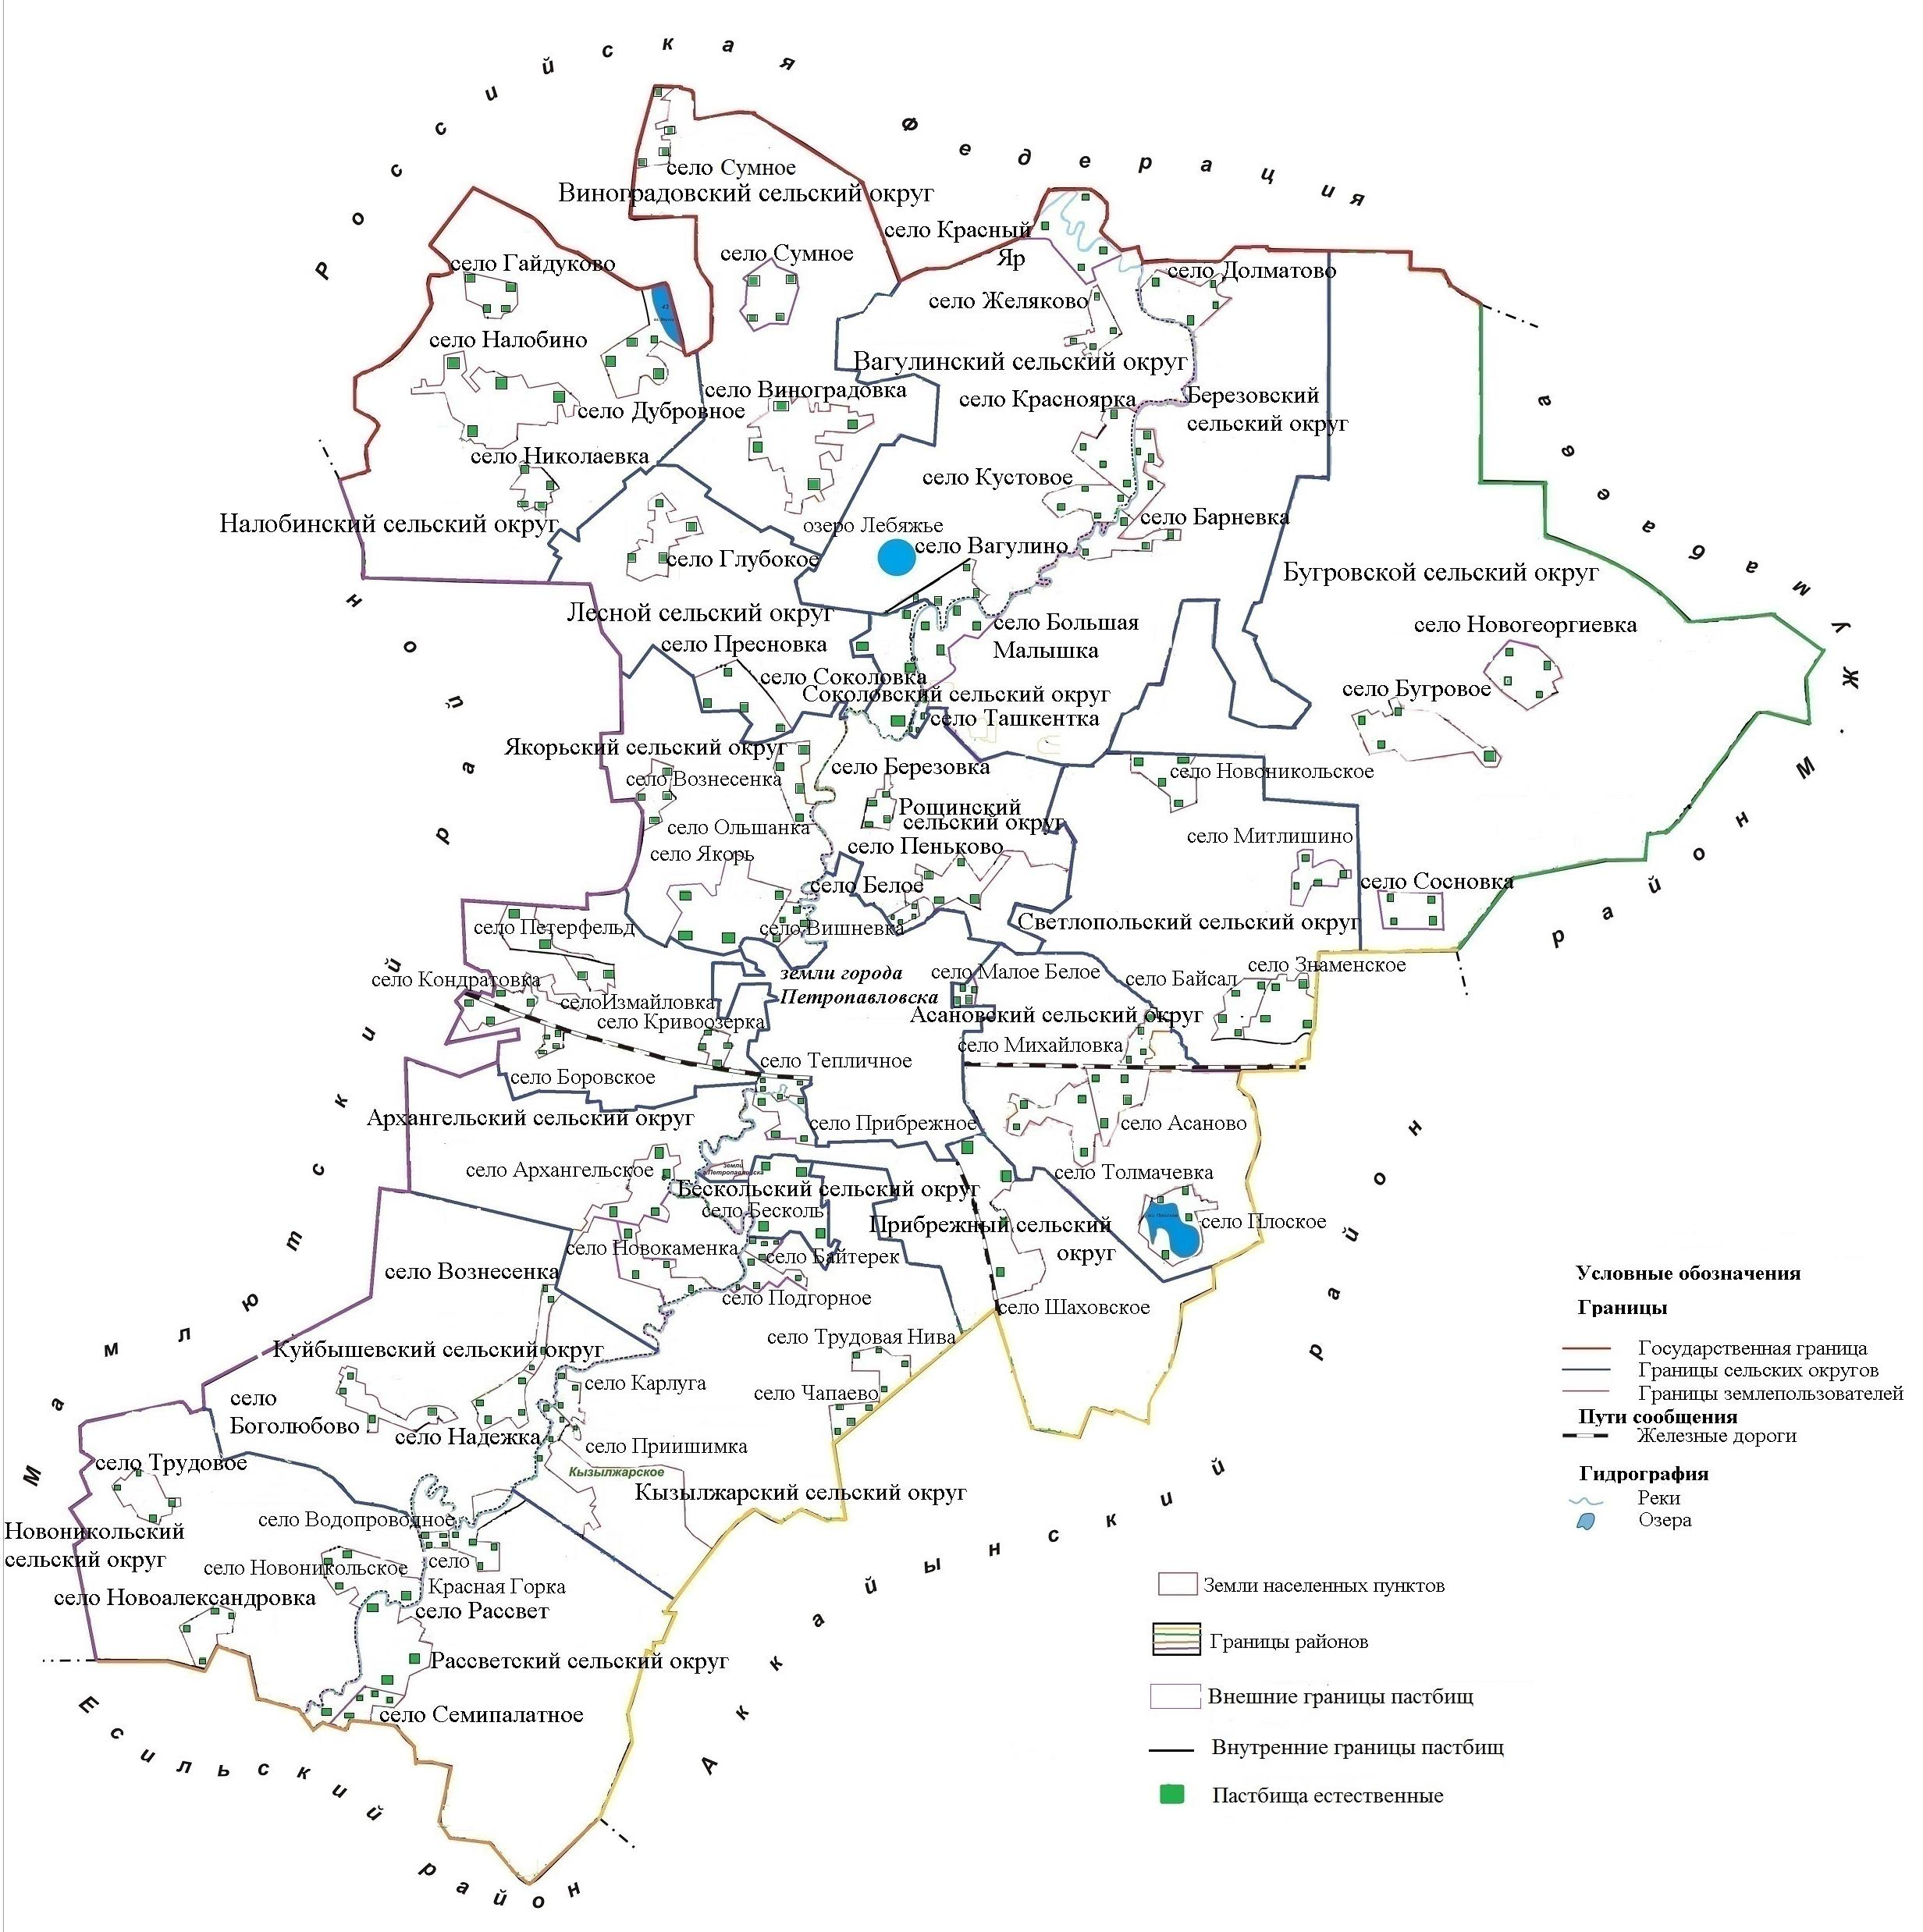 Российская Федерация
село Сумное
Виноградовский сельский округ
село Красный
Яр
село Сумное
село Гайдуково
село Долматово
село Желяково
село Налобино
Вагулинский сельский округ
село Виноградовка
село Красноярка
Березовский
сельский округ
село Дубровное
село Николаевка
село Кустовое
Налобинский сельский округ
озеро Лебяжье
село Барневка
село Вагулино
село Глубокое
Бугровской сельский округ
Лесной сельский округ
село Большая
Малышка
село Новогеоргиевка
село Пресновка
село Соколовка
Соколовский сельский округ
село Бугровое
село Ташкентка
Якорьский сельский округ
село Березовка
село Новоникольское
село Вознесенка
Рощинский
сельский округ
село Ольшанка
село Митлишино
село Якорь
село Пеньково
село Белое
село Сосновка
Светлопольский сельский округ
село Петерфельд
село Вишневка
земли города
Петропавловска
село Малое Белое
село Байсал
село Знаменское
село Кондратовка
селоИзмайловка
село Кривоозерка
Асановский сельский округ
село Михайловка
село Тепличное
село Боровское
Архангельский сельский округ
село Прибрежное
село Асаново
село Архангельское
Земли
г.Петропавловска
село Толмачевка
Бескольский сельский округ
село Бесколь
Прибрежный сельский
округ
село Плоское
село Новокаменка
село Байтерек
село Вознесенка
село Подгорное
село Шаховское
село Трудовая Нива
Куйбышевский сельский округ
село Карлуга
село Чапаево
село
Боголюбово
село Надежка
село Приишимка
село Трудовое
Кызылжарское
Кызылжарский сельский округ
село Водопроводное
Новоникольский
сельский округ
село Новоникольское
село
Красная Горка
село Новоалександровка
село Рассвет
Рассветский сельский округ
село Семипалатное
Мамлютский район
Есильский район
Аккайынский район
район М. Жумабаева
Условные обозначения
Границы
Государственная граница
Границы сельских округов
Границы землепользователей
Пути сообщения
Железные дороги
Гидрография
Реки
Озера
Земли населенных пунктов
Границы районов
Внешние границы пастбищ
Внутренние границы пастбищ
Пастбища естественные